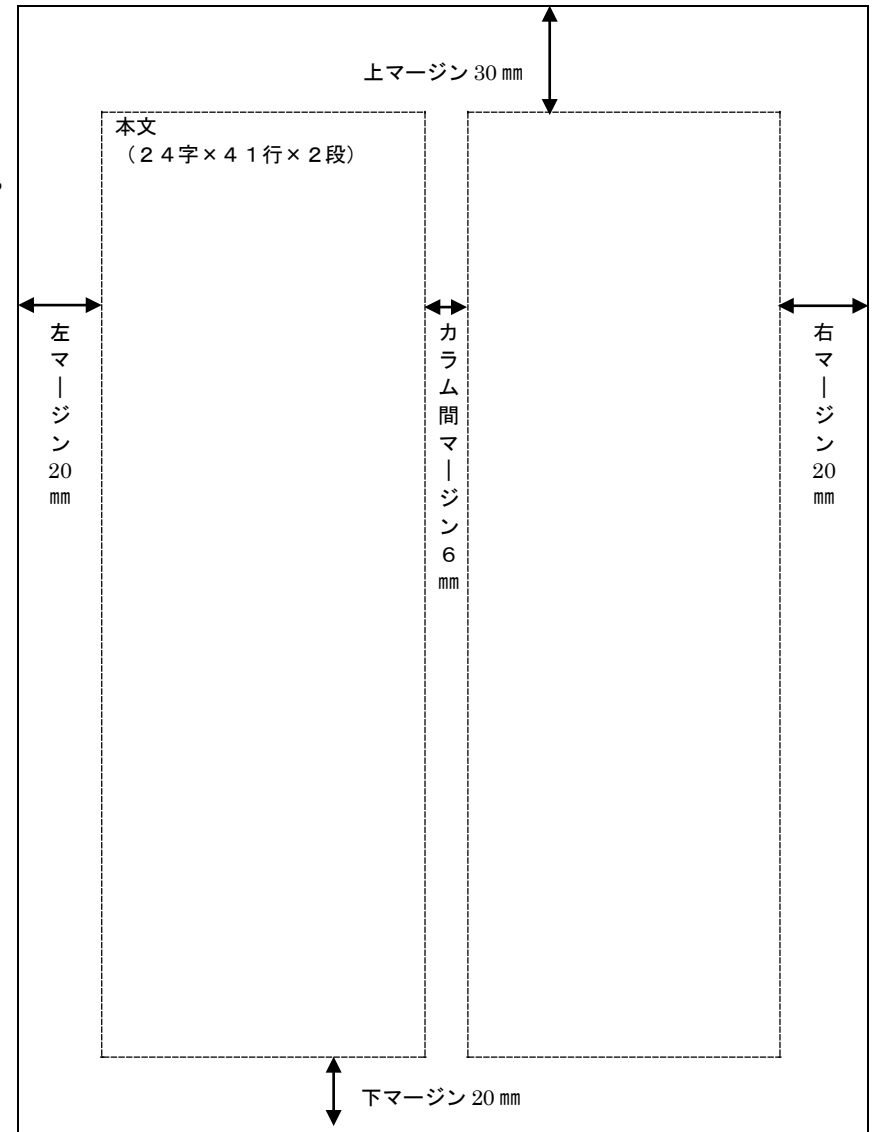 上マージン 30 ㎜
本文
（２４字×４１行×２段）
。
左マージン 20 ㎜
カラム間マージン６㎜
右マージン 20 ㎜
下マージン 20 ㎜